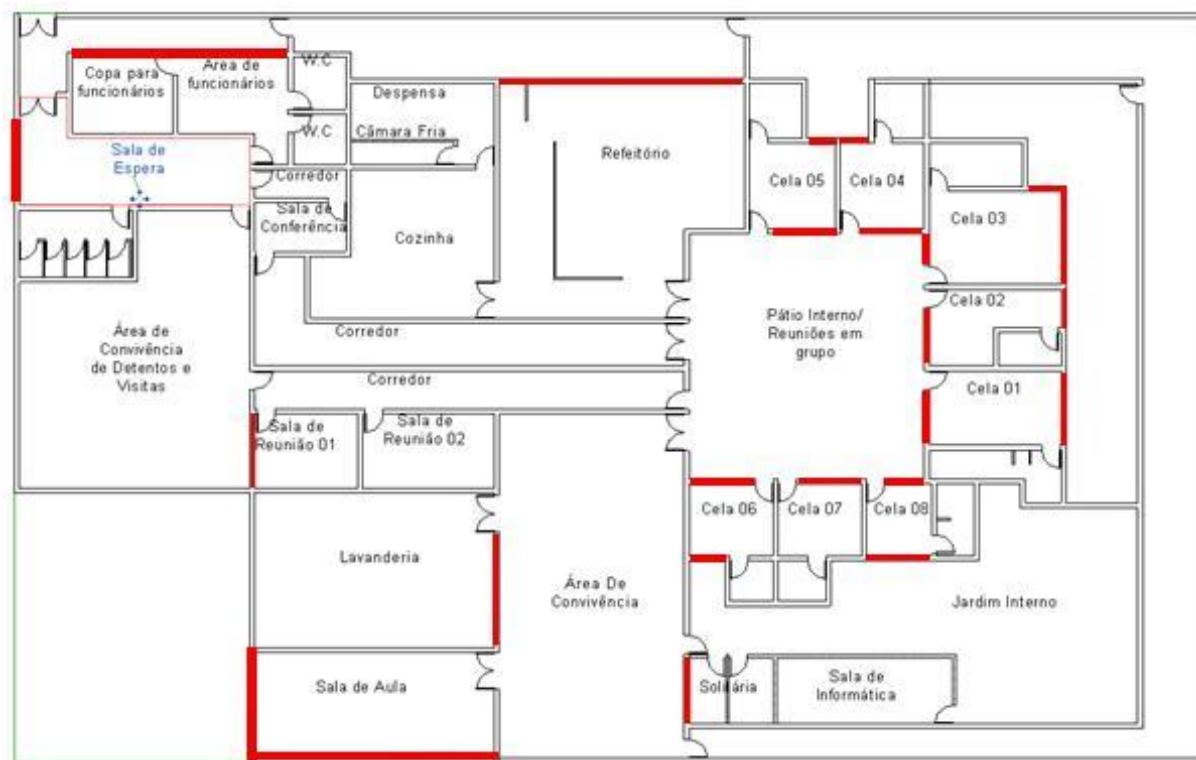 W.C
Copa para
funcionários
Área de
funcionários
Despensa
W.C
Câmara Fria
Sala de
Espera
Corredor
Refeitório
Cela 05
Cela 04
Sala de
Conferência
Cozinha
Cela 03
Cela 02
Área de
Convivência
de Detentos e
Visitas
Corredor
Pátio Interno/
Reuniões em
grupo
Corredor
Cela 01
Sala de
Reunião 01
Sala de
Reunião 02
Cela 06
Cela 07
Cela 08
Lavanderia
Área De
Convivência
Jardim Interno
Sala de Aula
Solitária
Sala de
Informática